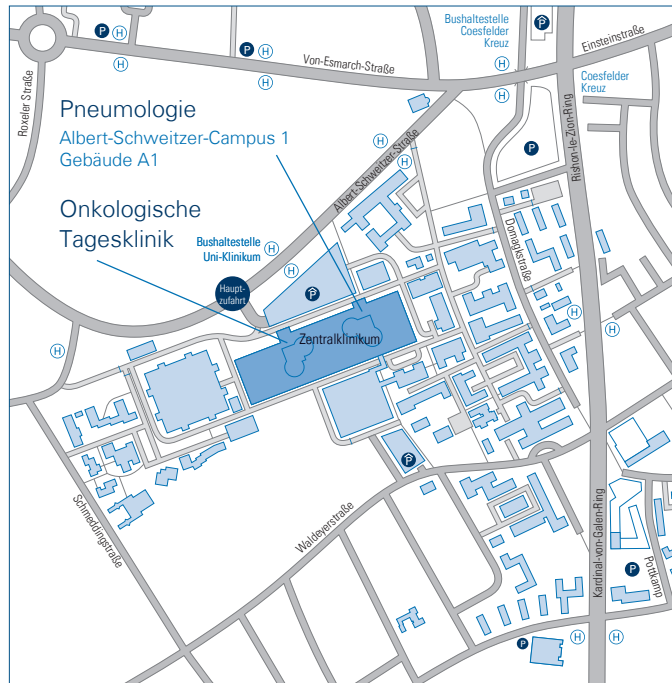 P
H
H
P
H
H
Von-Esmarch-Straße
Roxeler Straße
Bushaltestelle
Coesfelder
Kreuz
P
H
H
Einsteinstraße
Coesfelder
Kreuz
H
H
Rishon-le-Zion-Ring
P
Pneumologie
Albert-Schweitzer-Campus 1
Gebäude A1
H
H
Albert-Schweitzer-Straße
Onkologische
Tagesklinik
Bushaltestelle
Uni-Klinikum
H
H
Domagkstraße
Haupt-
zufahrt
P
H
H
Zentralklinikum
H
P
Schmeddingstraße
Waldeyerstraße
Kardinal-von-Galen-Ring
P
Pottkamp
P
H
H